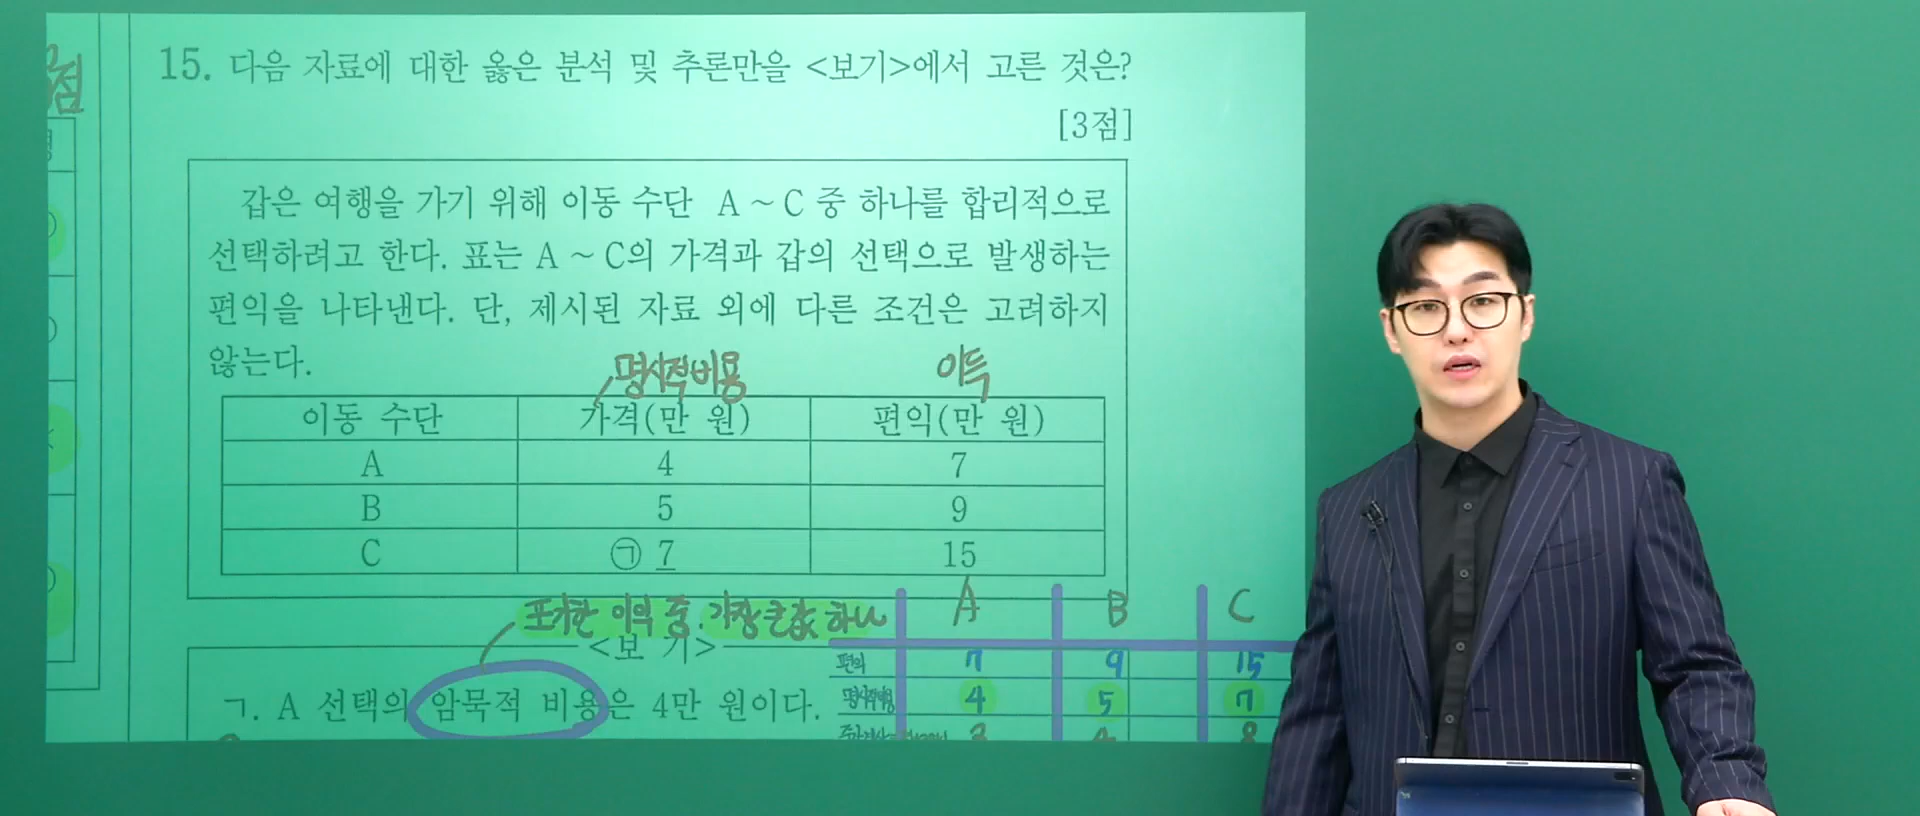 점
15. 다음 자료에 대한 옳은 분석 및 추론만을 <보기>에서 고른 것은?
[3점]
갑은 여행을 가기 위해 이동 수단 A ~ C 중 하나를 합리적으로
선택하려고 한다. 표는 A ~ C의 가격과 갑의 선택으로 발생하는
편익을 나타낸다. 단, 제시된 자료 외에 다른 조건은 고려하지
않는다.
명시적비용 이득
이동 수단 가격(만 원) 편익(만 원)
A 4 7
B 5 9
C ㉠ 7 15
포기한 이익 중. 가장 큰값 하나
A B C
<보 기>
편익 7 9 15
ㄱ. A 선택의 암묵적 비용은 4만 원이다.
명시적비용 4 5 7
3 4 8